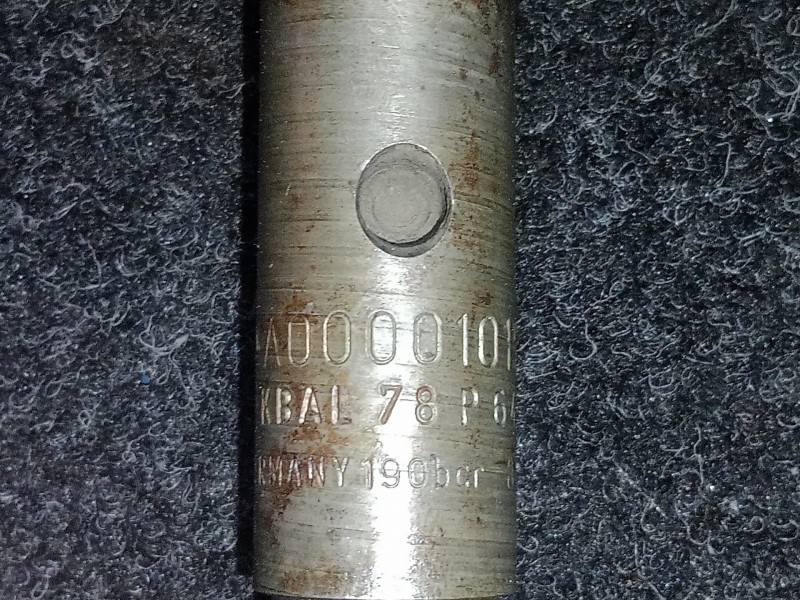 A0000101
KBAL 78 P 64
RMANY 190bar